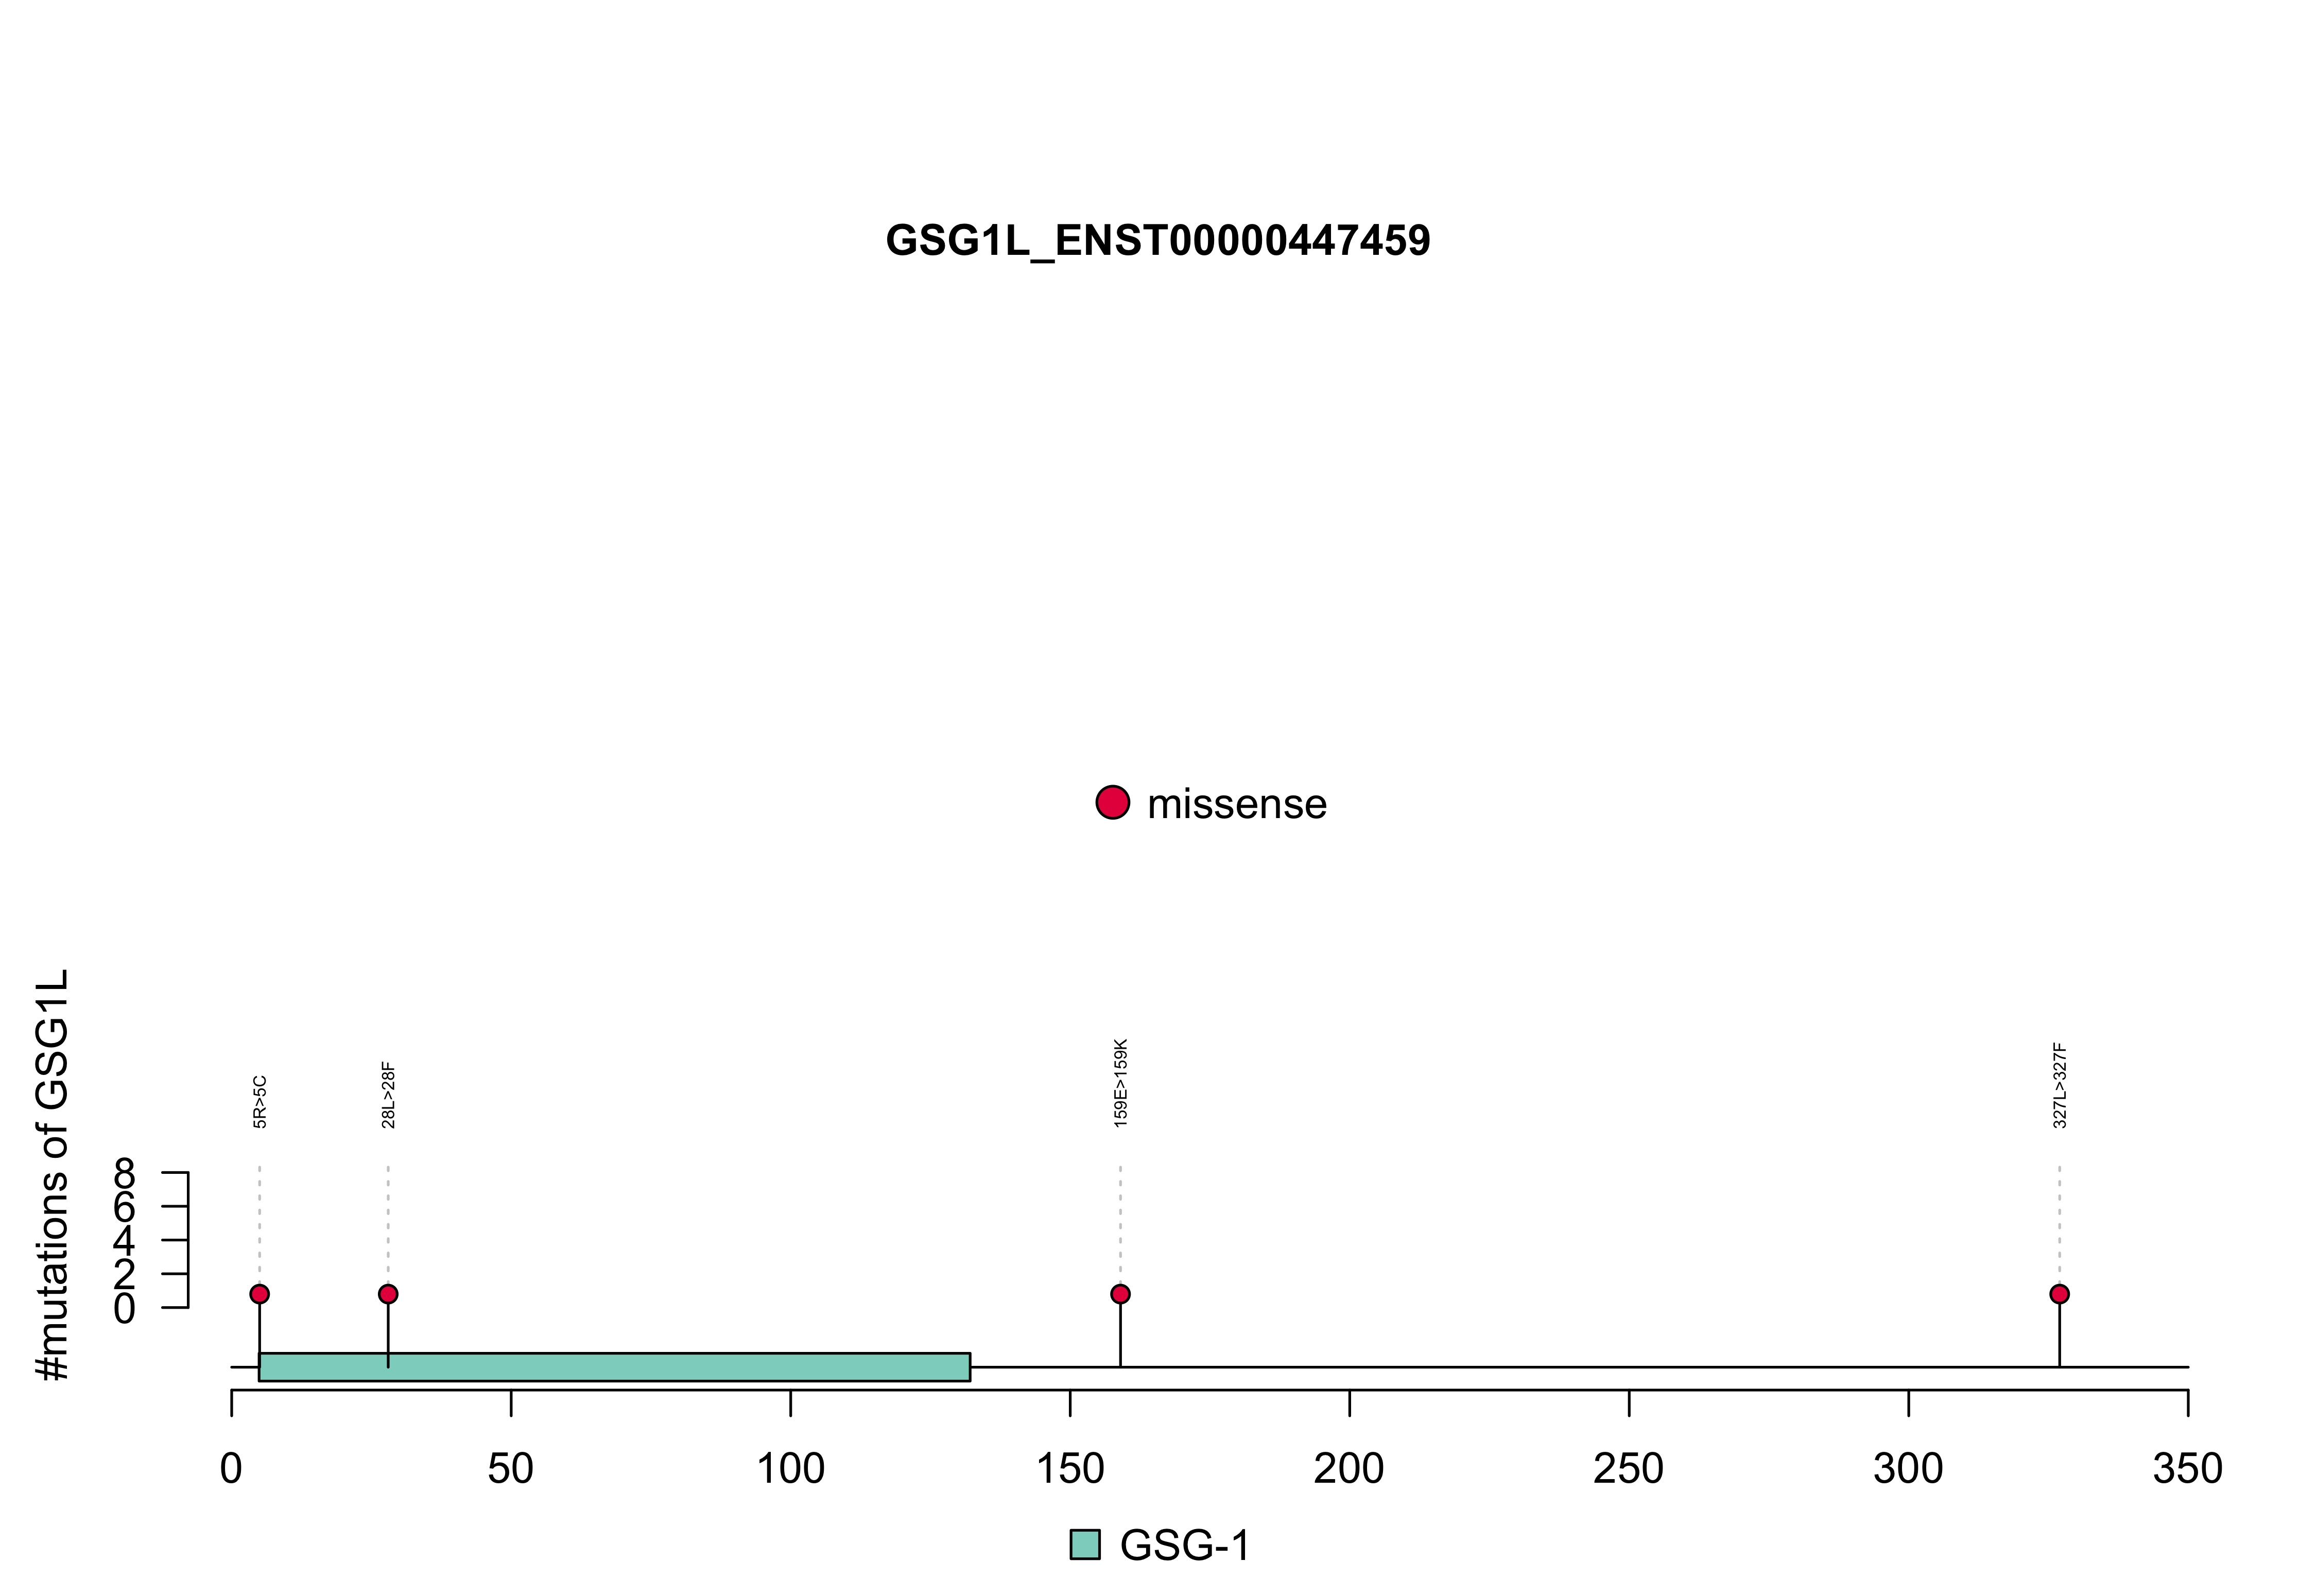 GSG1L_ENST00000447459
missense
#mutations of GSG1L
5R>5C
28L>28F
159E>159K
327L>327F
8
6
4
2
0
0 50 100 150 200 250 300 350
GSG-1